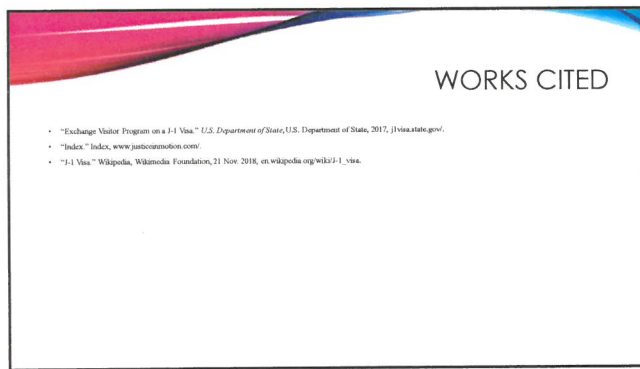 WORKS CITED
• "Exchange Visitor Program on a J-1 Visa." U.S. Department of State, U.S. Department of State, 2017, j1visa.state.gov/.
• "Index." Index, www.justiceinmotion.com/.
• "J-1 Visa." Wikipedia, Wikimedia Foundation, 21 Nov. 2018, en.wikipedia.org/wiki/J-1_visa.